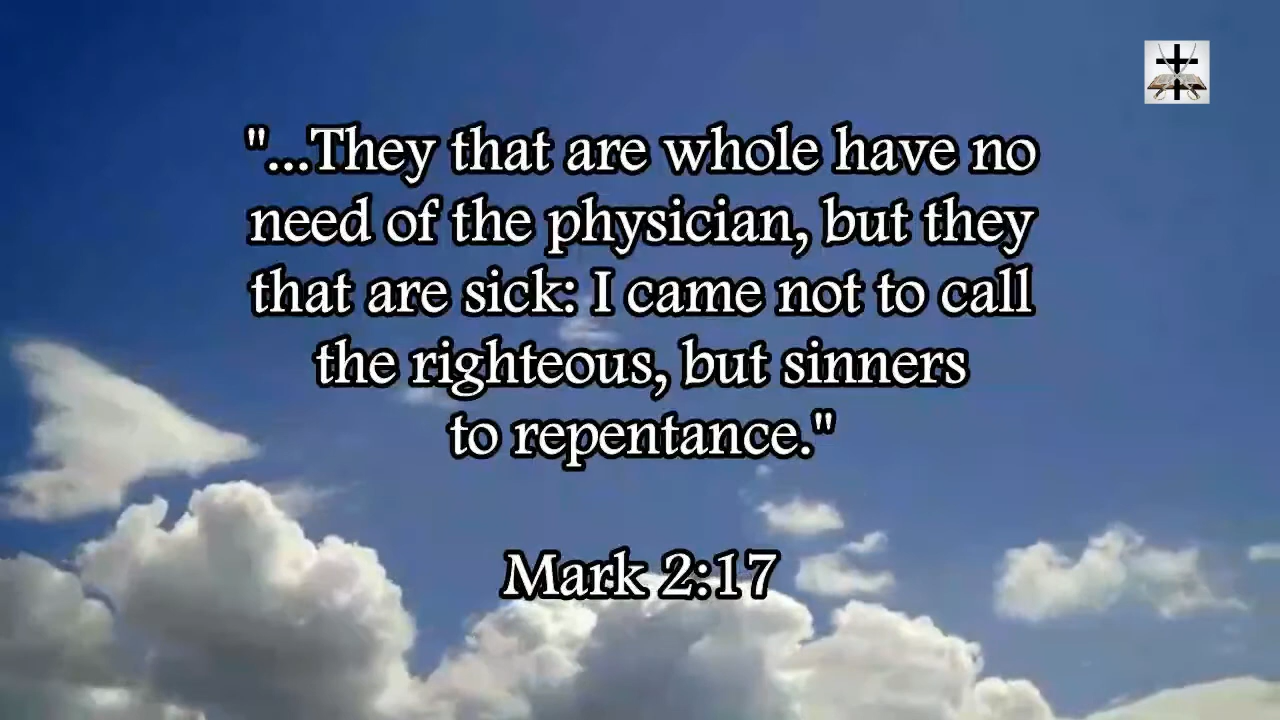 "...They that are whole have no
need of the physician, but they
that are sick: I came not to call
the righteous, but sinners
to repentance."
Mark 2:17